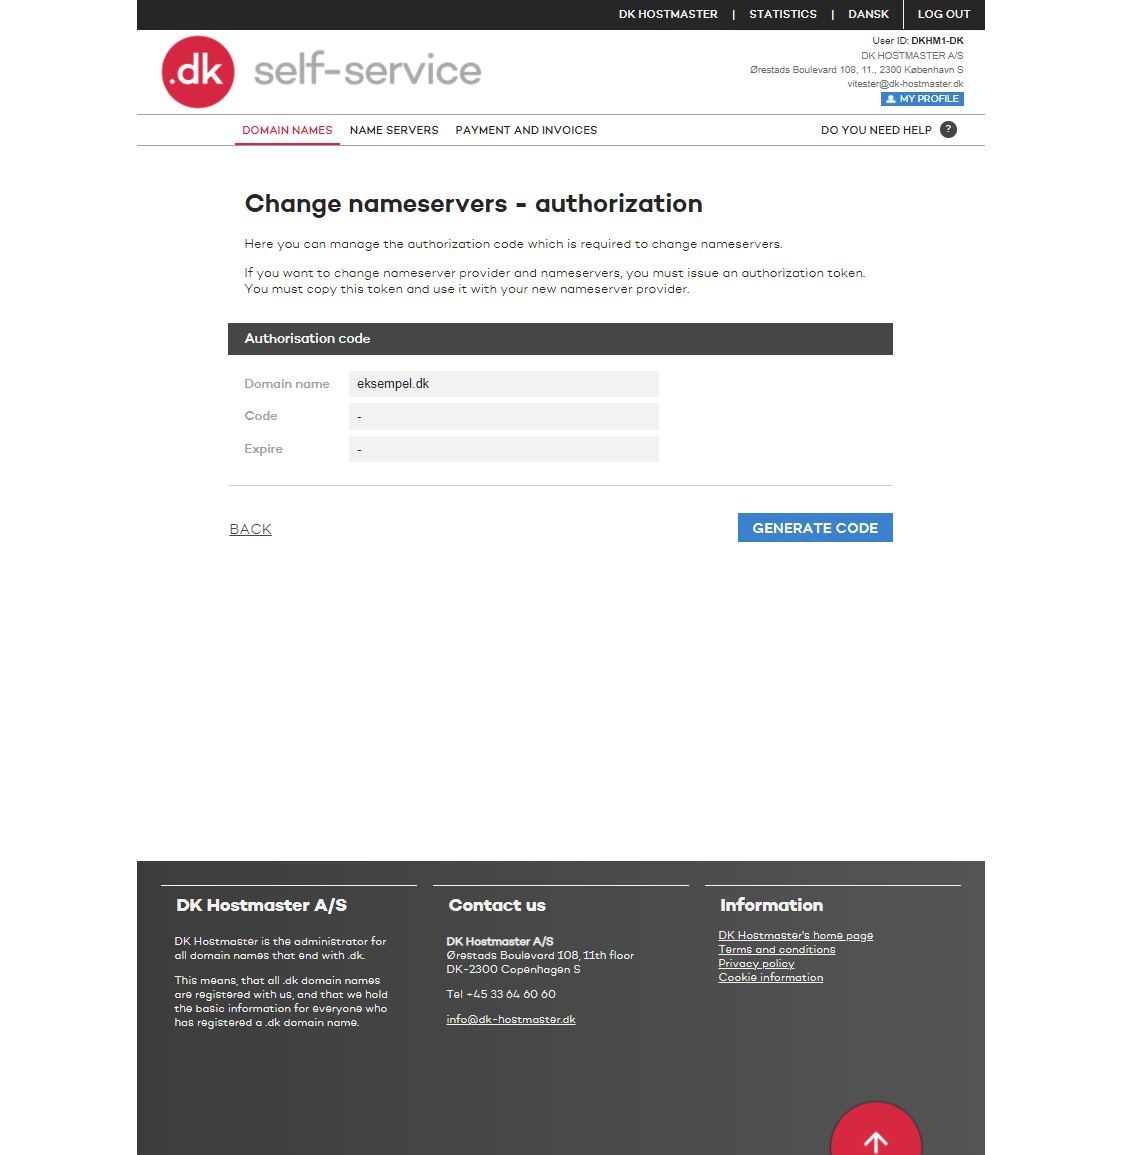 DK HOSTMASTER | STATISTICS | DANSK LOG OUT
.dk self-service
User ID: DKHM1-DK
DK HOSTMASTER A/S
Ørestads Boulevard 108, 11., 2300 København S
vitester@dk-hostmaster.dk
MY PROFILE
DOMAIN NAMES NAME SERVERS PAYMENT AND INVOICES DO YOU NEED HELP ?
Change nameservers - authorization
Here you can manage the authorization code which is required to change nameservers.
If you want to change nameserver provider and nameservers, you must issue an authorization token.
You must copy this token and use it with your new nameserver provider.
Authorisation code
Domain name eksempel.dk
Code -
Expire -
BACK GENERATE CODE
DK Hostmaster A/S
DK Hostmaster is the administrator for
all domain names that end with .dk.
This means, that all .dk domain names
are registered with us, and that we hold
the basic information for everyone who
has registered a .dk domain name.
Contact us
DK Hostmaster A/S
Ørestads Boulevard 108, 11th floor
DK-2300 Copenhagen S
Tel +45 33 64 60 60
info@dk-hostmaster.dk
Information
DK Hostmaster's home page
Terms and conditions
Privacy policy
Cookie information